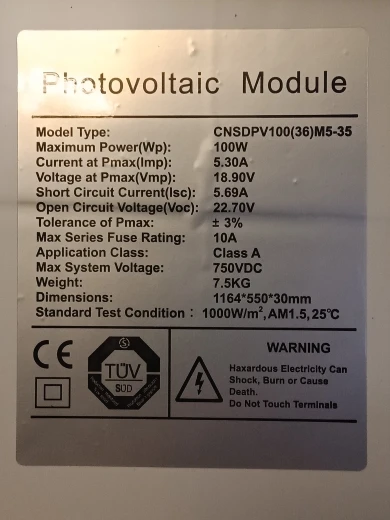 Photovoltaic Module
Model Type: CNSDPV100(36)M5-35
Maximum Power(Wp): 100W
Current at Pmax(Imp): 5.30A
Voltage at Pmax(Vmp): 18.90V
Short Circuit Current(Isc): 5.69A
Open Circuit Voltage(Voc): 22.70V
Tolerance of Pmax: ± 3%
Max Series Fuse Rating: 10A
Application Class: Class A
Max System Voltage: 750VDC
Weight: 7.5KG
Dimensions: 1164*550*30mm
Standard Test Condition : 1000W/m², AM1.5, 25℃
CE
TÜV
SÜD
WARNING
Haxardous Electricity Can
Shock, Burn or Cause
Death.
Do Not Touch Terminals